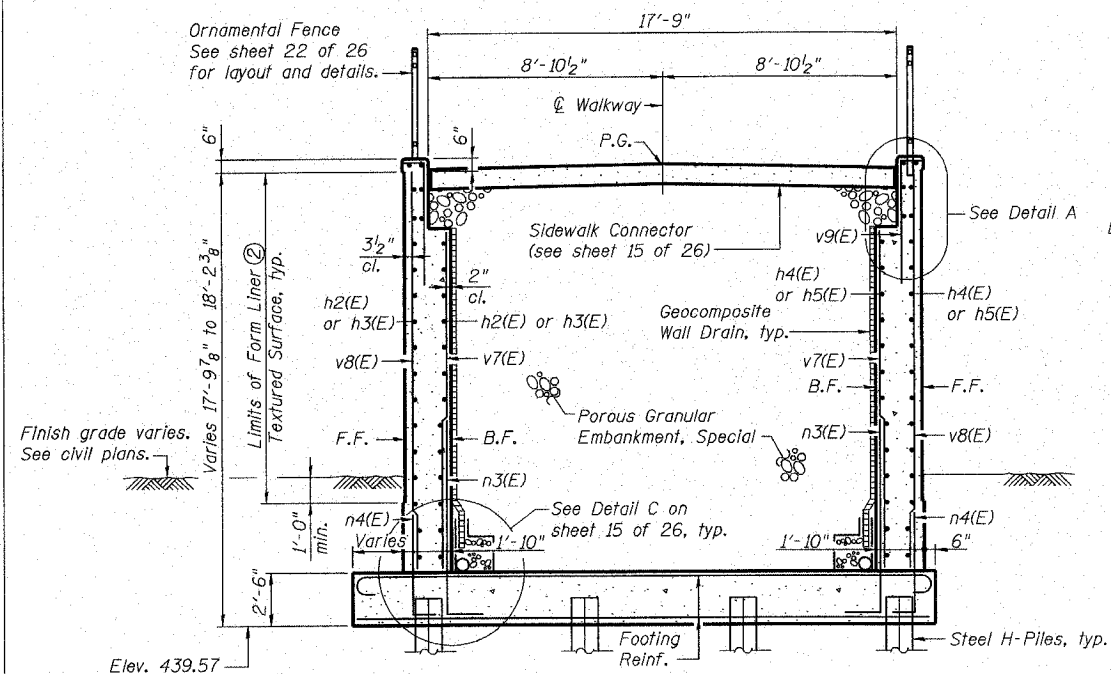 Ornamental Fence
See sheet 22 of 26
for layout and details.
17'-9"
8'-10½"
8'-10½"
℄ Walkway
P.G.
6"
6"
See Detail A
Sidewalk Connector
(see sheet 15 of 26)
v9(E)
3½"
cl.
2"
cl.
h2(E)
or h3(E)
h2(E) or h3(E)
Geocomposite
Wall Drain, typ.
h4(E)
or h5(E)
h4(E)
or h5(E)
v8(E)
v7(E)
v7(E)
B.F.
F.F.
Varies 17'-9⅞" to 18'-2⅜"
Limits of Form Liner ②
Textured Surface, typ.
Porous Granular
Embankment, Special
n3(E)
v8(E)
Finish grade varies.
See civil plans.
F.F.
B.F.
n3(E)
1'-0"
min.
n4(E)
Varies
See Detail C on
sheet 15 of 26, typ.
1'-10"
1'-10"
n4(E)
6"
2'-6"
Footing
Reinf.
Steel H-Piles, typ.
Elev. 439.57